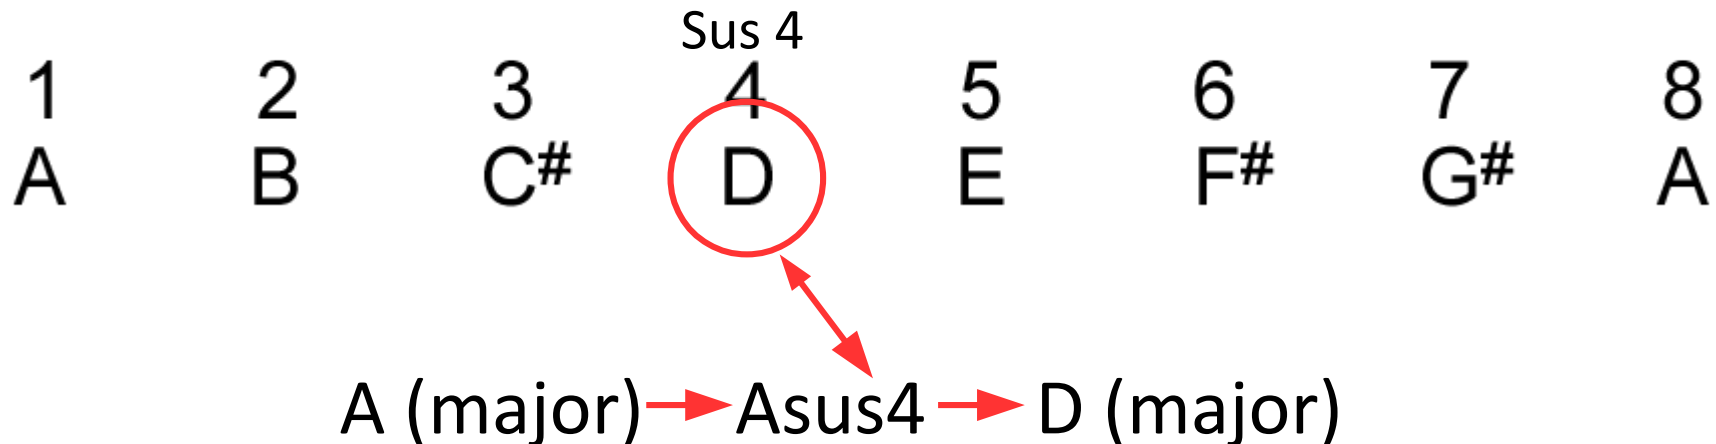 Sus 4
1 2 3 4 5 6 7 8
A B C# D E F# G# A
A (major) Asus4 D (major)